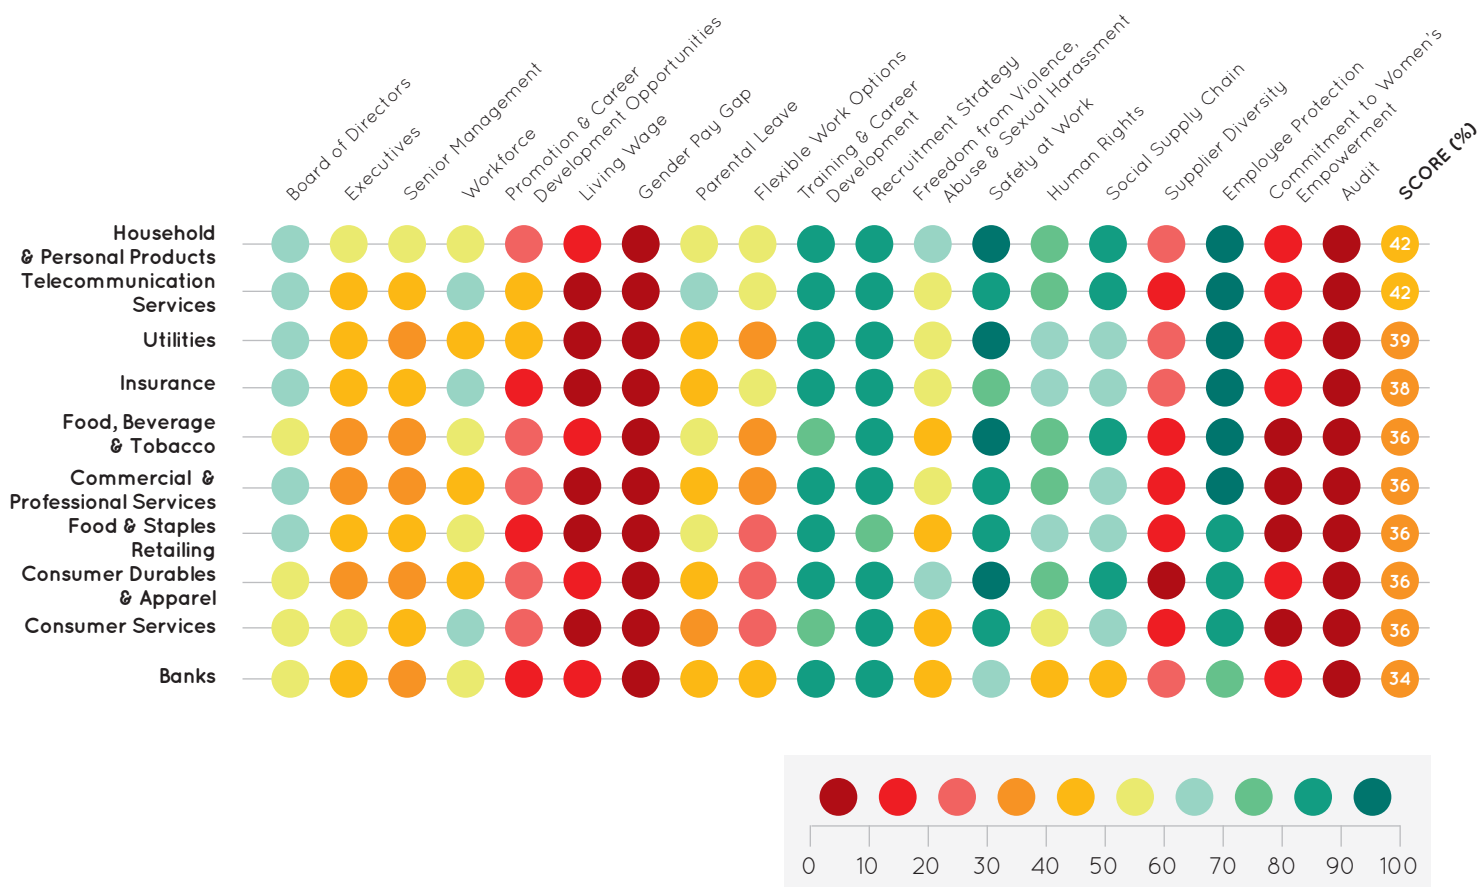 Board of Directors
Executives
Senior Management
Workforce
Promotion & Career
Development Opportunities
Living Wage
Gender Pay Gap
Parental Leave
Flexible Work Options
Training & Career
Development
Recruitment Strategy
Freedom from Violence,
Abuse & Sexual Harassment
Safety at Work
Human Rights
Social Supply Chain
Supplier Diversity
Employee Protection
Commitment to Women's
Empowerment
Audit
SCORE (%)
Household
& Personal Products
42
Telecommunication
Services
42
Utilities
39
Insurance
38
Food, Beverage
& Tobacco
36
Commercial &
Professional Services
36
Food & Staples
Retailing
36
Consumer Durables
& Apparel
36
Consumer Services
36
Banks
34
0 10 20 30 40 50 60 70 80 90 100